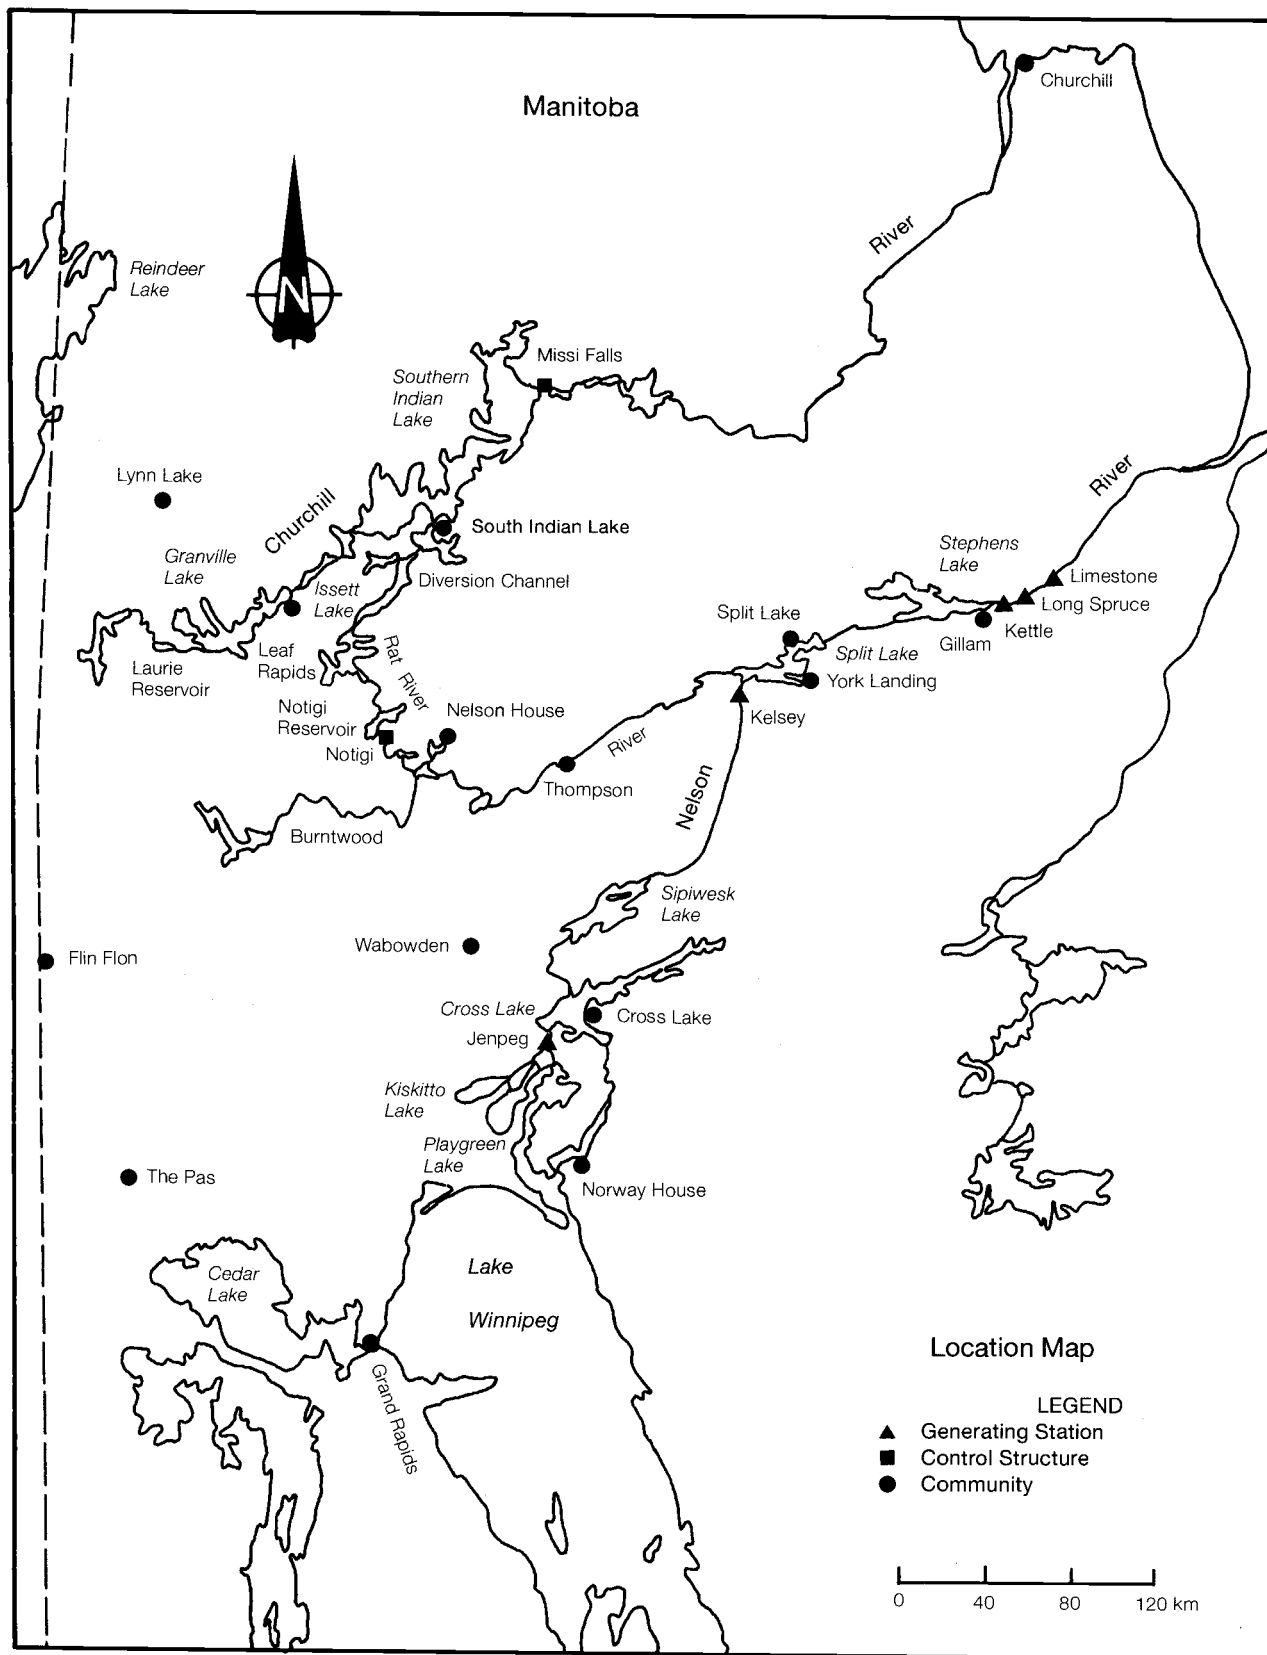 Churchill
Manitoba
River
Reindeer
Lake
N
Missi Falls
Southern
Indian
Lake
Lynn Lake
River
Churchill
South Indian Lake
Granville
Lake
Stephens
Lake
Issett
Lake
Diversion Channel
Limestone
Long Spruce
Split Lake
Kettle
Gillam
Leaf
Rapids
Rat River
Split Lake
Laurie
Reservoir
York Landing
Notigi
Reservoir
Nelson House
Kelsey
Notigi
River
Thompson
Nelson
Burntwood
Sipiwesk
Lake
Wabowden
Flin Flon
Cross Lake
Cross Lake
Jenpeg
Kiskitto
Lake
Playgreen
Lake
The Pas
Norway House
Cedar
Lake
Lake
Winnipeg
Grand Rapids
Location Map
LEGEND
Generating Station
Control Structure
Community
0 40 80 120 km